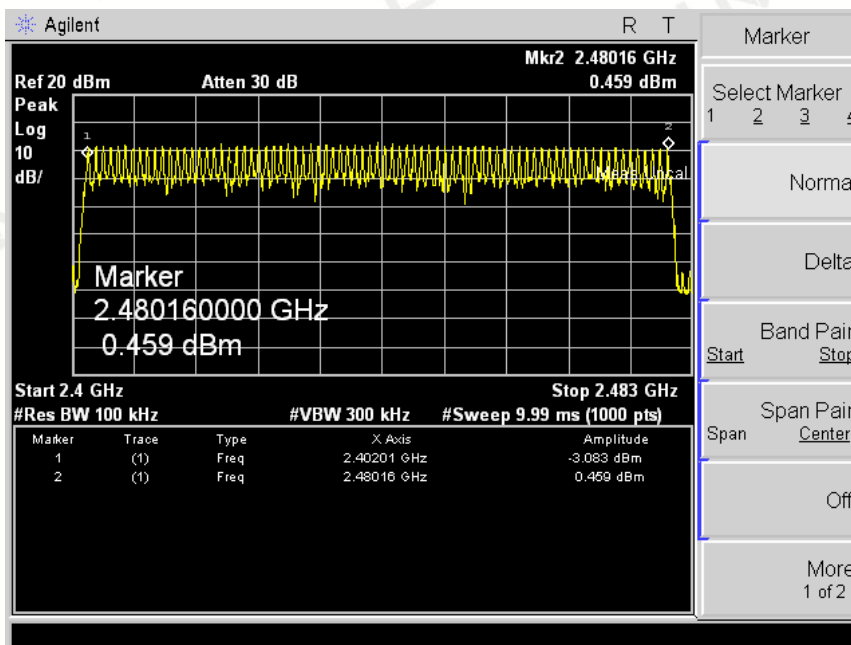 Agilent R T
Mkr2 2.48016 GHz
Ref 20 dBm Atten 30 dB 0.459 dBm
Peak
Log
10
dB/
1
2
Marker
2.480160000 GHz
0.459 dBm
Start 2.4 GHz Stop 2.483 GHz
#Res BW 100 kHz #VBW 300 kHz #Sweep 9.99 ms (1000 pts)
Marker Trace Type X Axis Amplitude
1 (1) Freq 2.40201 GHz -3.083 dBm
2 (1) Freq 2.48016 GHz 0.459 dBm
Marker
Select Marker
1 2 3 4
Norma
Delta
Band Pair
Start Stop
Span Pair
Span Center
Off
More
1 of 2